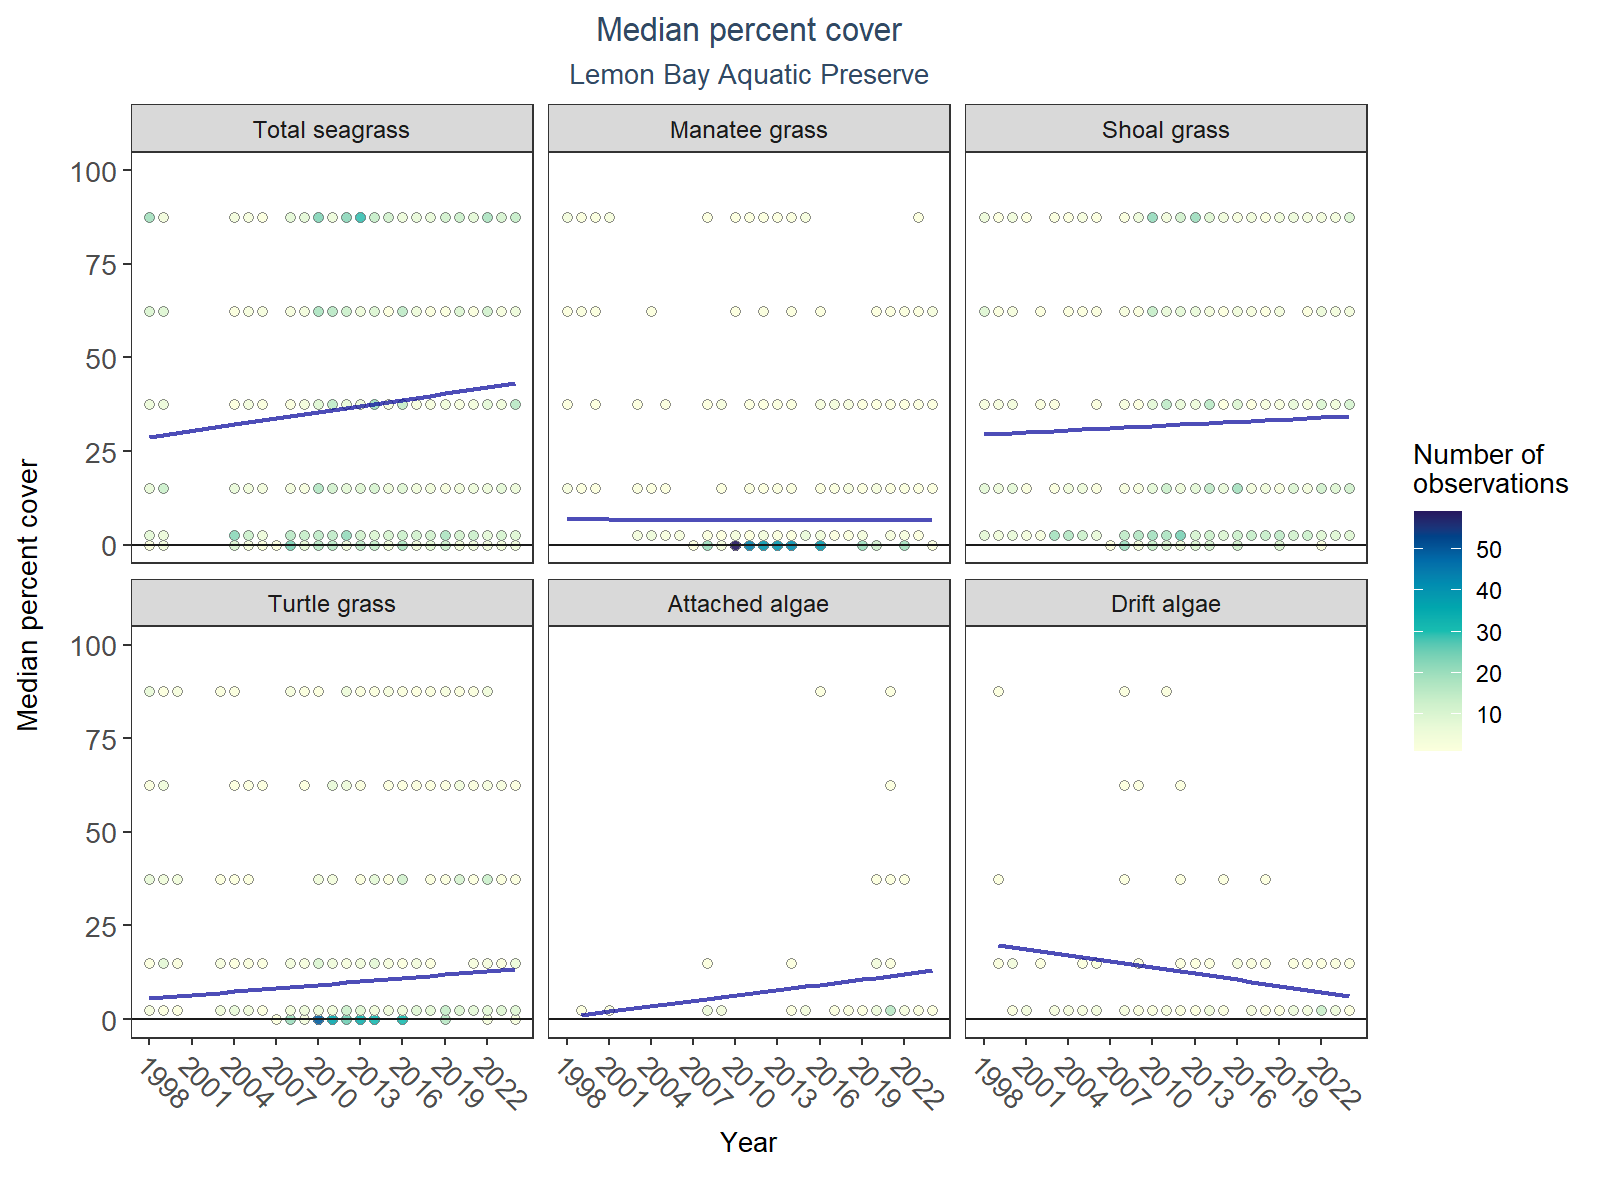 Median percent cover
Lemon Bay Aquatic Preserve
Total seagrass
Manatee grass
Shoal grass
100
75
50
25
0
Turtle grass
Attached algae
Drift algae
100
75
50
25
0
1998 2001 2004 2007 2010 2013 2016 2019 2022
1998 2001 2004 2007 2010 2013 2016 2019 2022
1998 2001 2004 2007 2010 2013 2016 2019 2022
Year
Median percent cover
Number of
observations
50
40
30
20
10